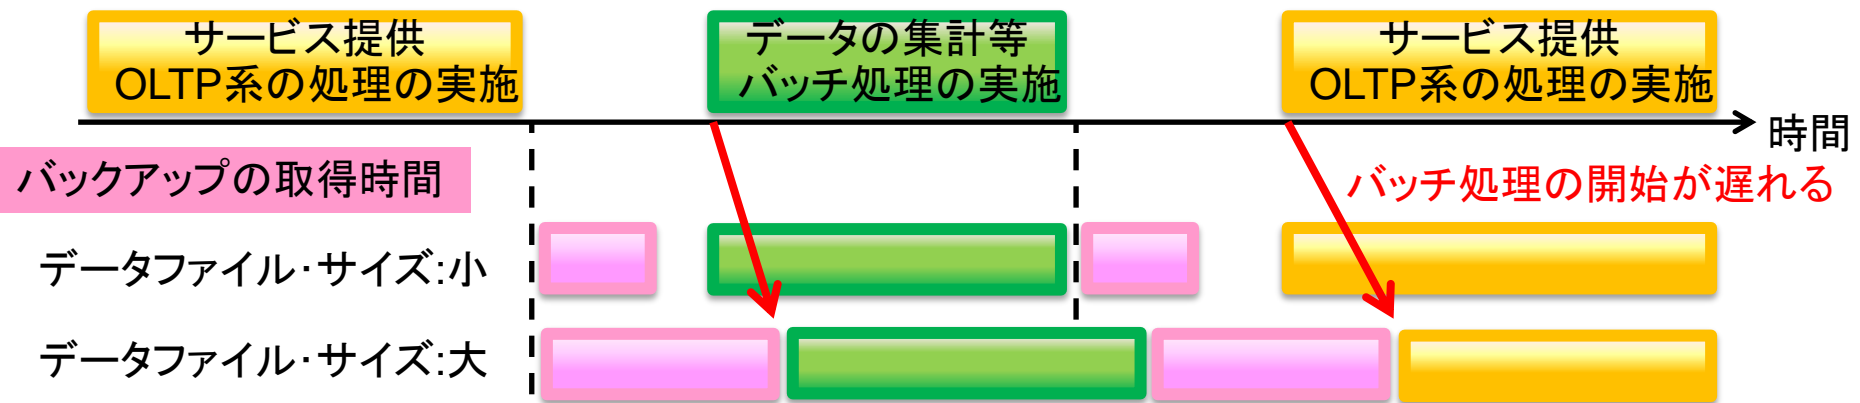 サービス提供
OLTP系の処理の実施
データの集計等
バッチ処理の実施
サービス提供
OLTP系の処理の実施
時間
バックアップの取得時間
バッチ処理の開始が遅れる
データファイル・サイズ:小
データファイル・サイズ:大